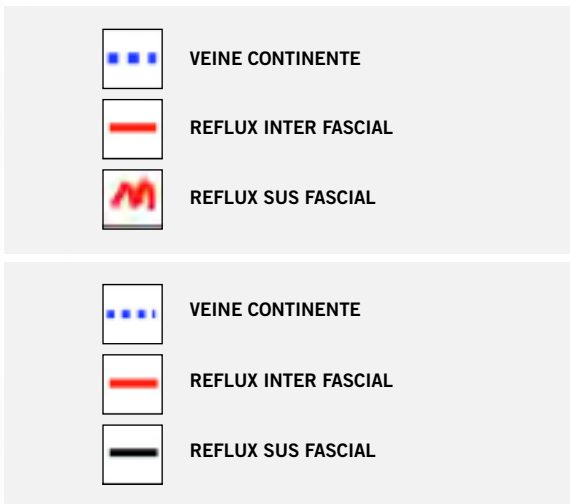 VEINE CONTINENTE
REFLUX INTER FASCIAL
REFLUX SUS FASCIAL
VEINE CONTINENTE
REFLUX INTER FASCIAL
REFLUX SUS FASCIAL